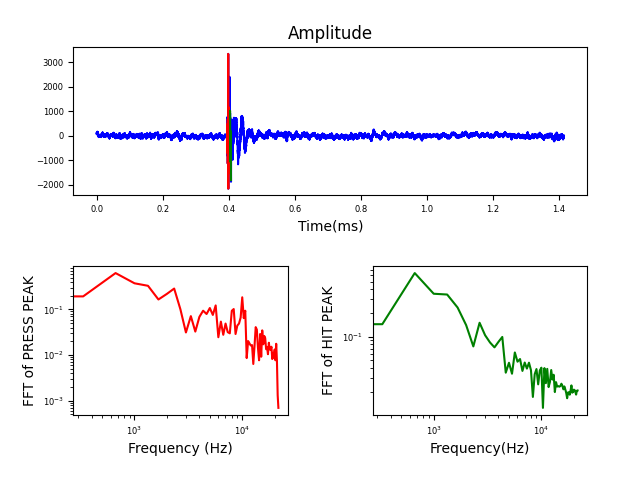 Amplitude
3000
2000
1000
0
−1000
−2000
0.0 0.2 0.4 0.6 0.8 1.0 1.2 1.4
Time(ms)
FFT of PRESS PEAK
10⁻¹
10⁻²
10⁻³
10³ 10⁴
Frequency (Hz)
FFT of HIT PEAK
10⁻¹
10³ 10⁴
Frequency(Hz)